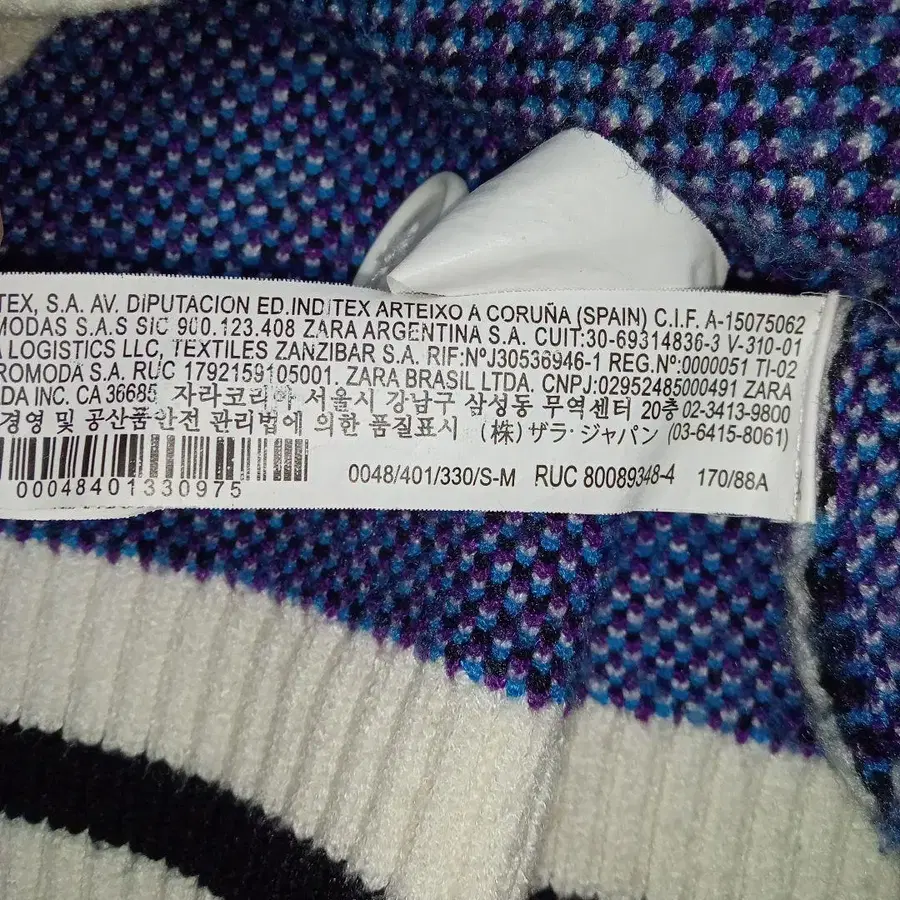 TEX, S.A. AV. DIPUTACION ED.INDITEX ARTEIXO A CORUÑA (SPAIN) C.I.F. A-15075062
MODAS S.A.S SIC 900.123.408 ZARA ARGENTINA S.A. CUIT:30-69314836-3 V-310-01
LOGISTICS LLC, TEXTILES ZANZIBAR S.A. RIF:NºJ30536946-1 REG.Nº:0000051 TI-02
ROMODA S.A. RUC 1792159105001, ZARA BRASIL LTDA. CNPJ:02952485000491 ZARA
DA INC. CA 36685 자라코리아 서울시 강남구 삼성동 무역센터 20층 02-3413-9800
경영 및 공산품안전 관리법에 의한 품질표시 (株)ザラ·ジャパン (03-6415-8061)
00048401330975
0048/401/330/S-M RUC 80089348-4 170/88A